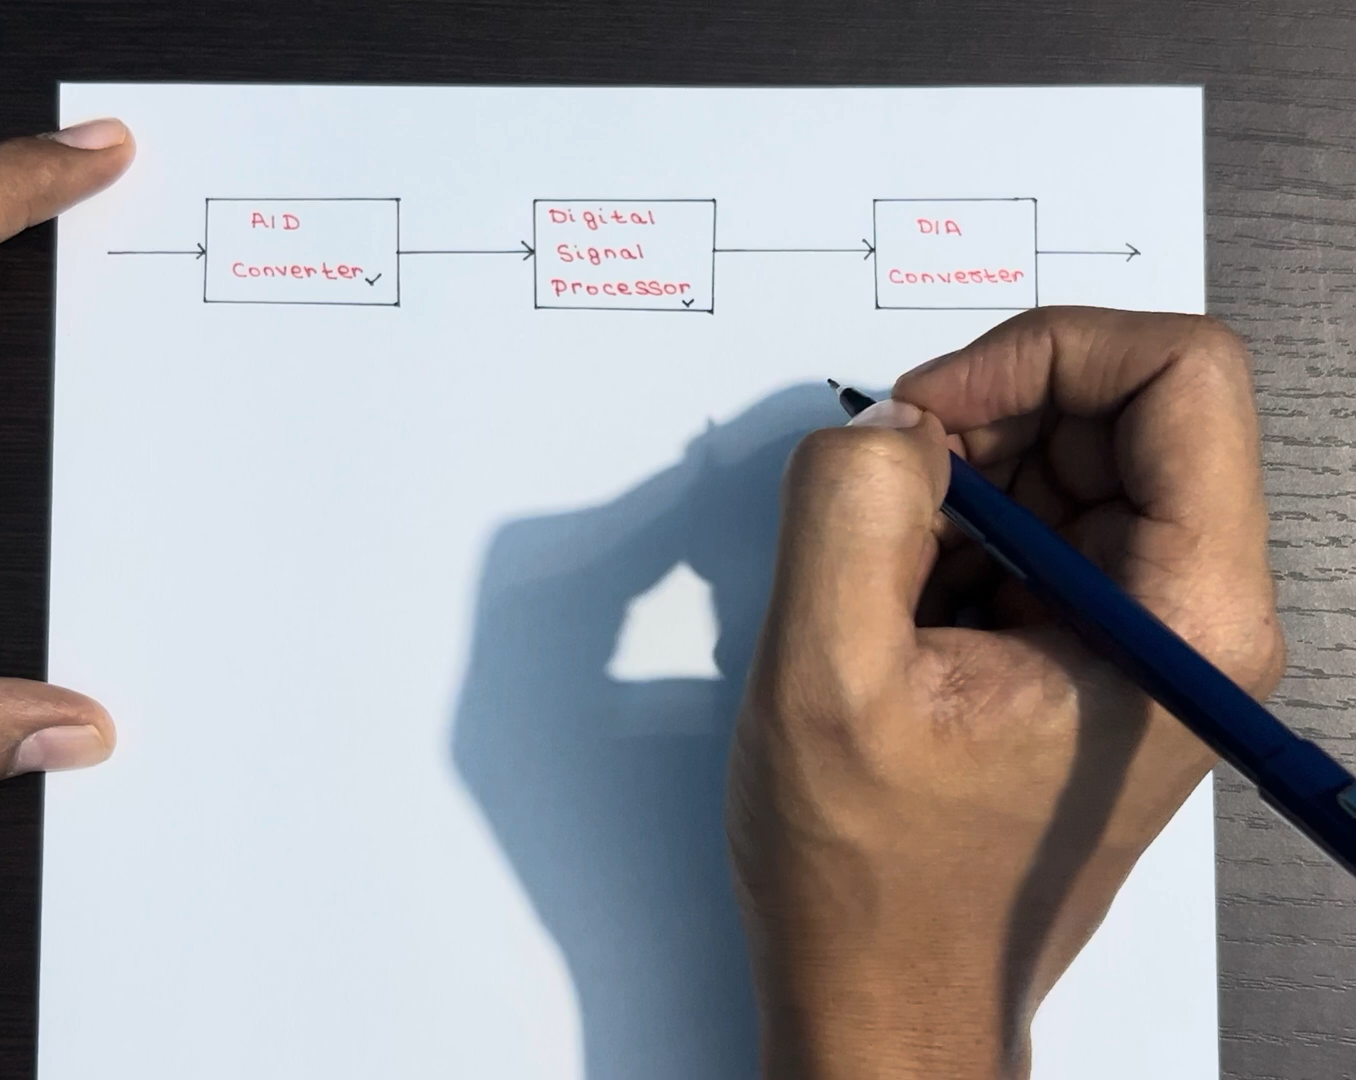 A/D
Converter
Digital
Signal
Processor
D/A
Converter